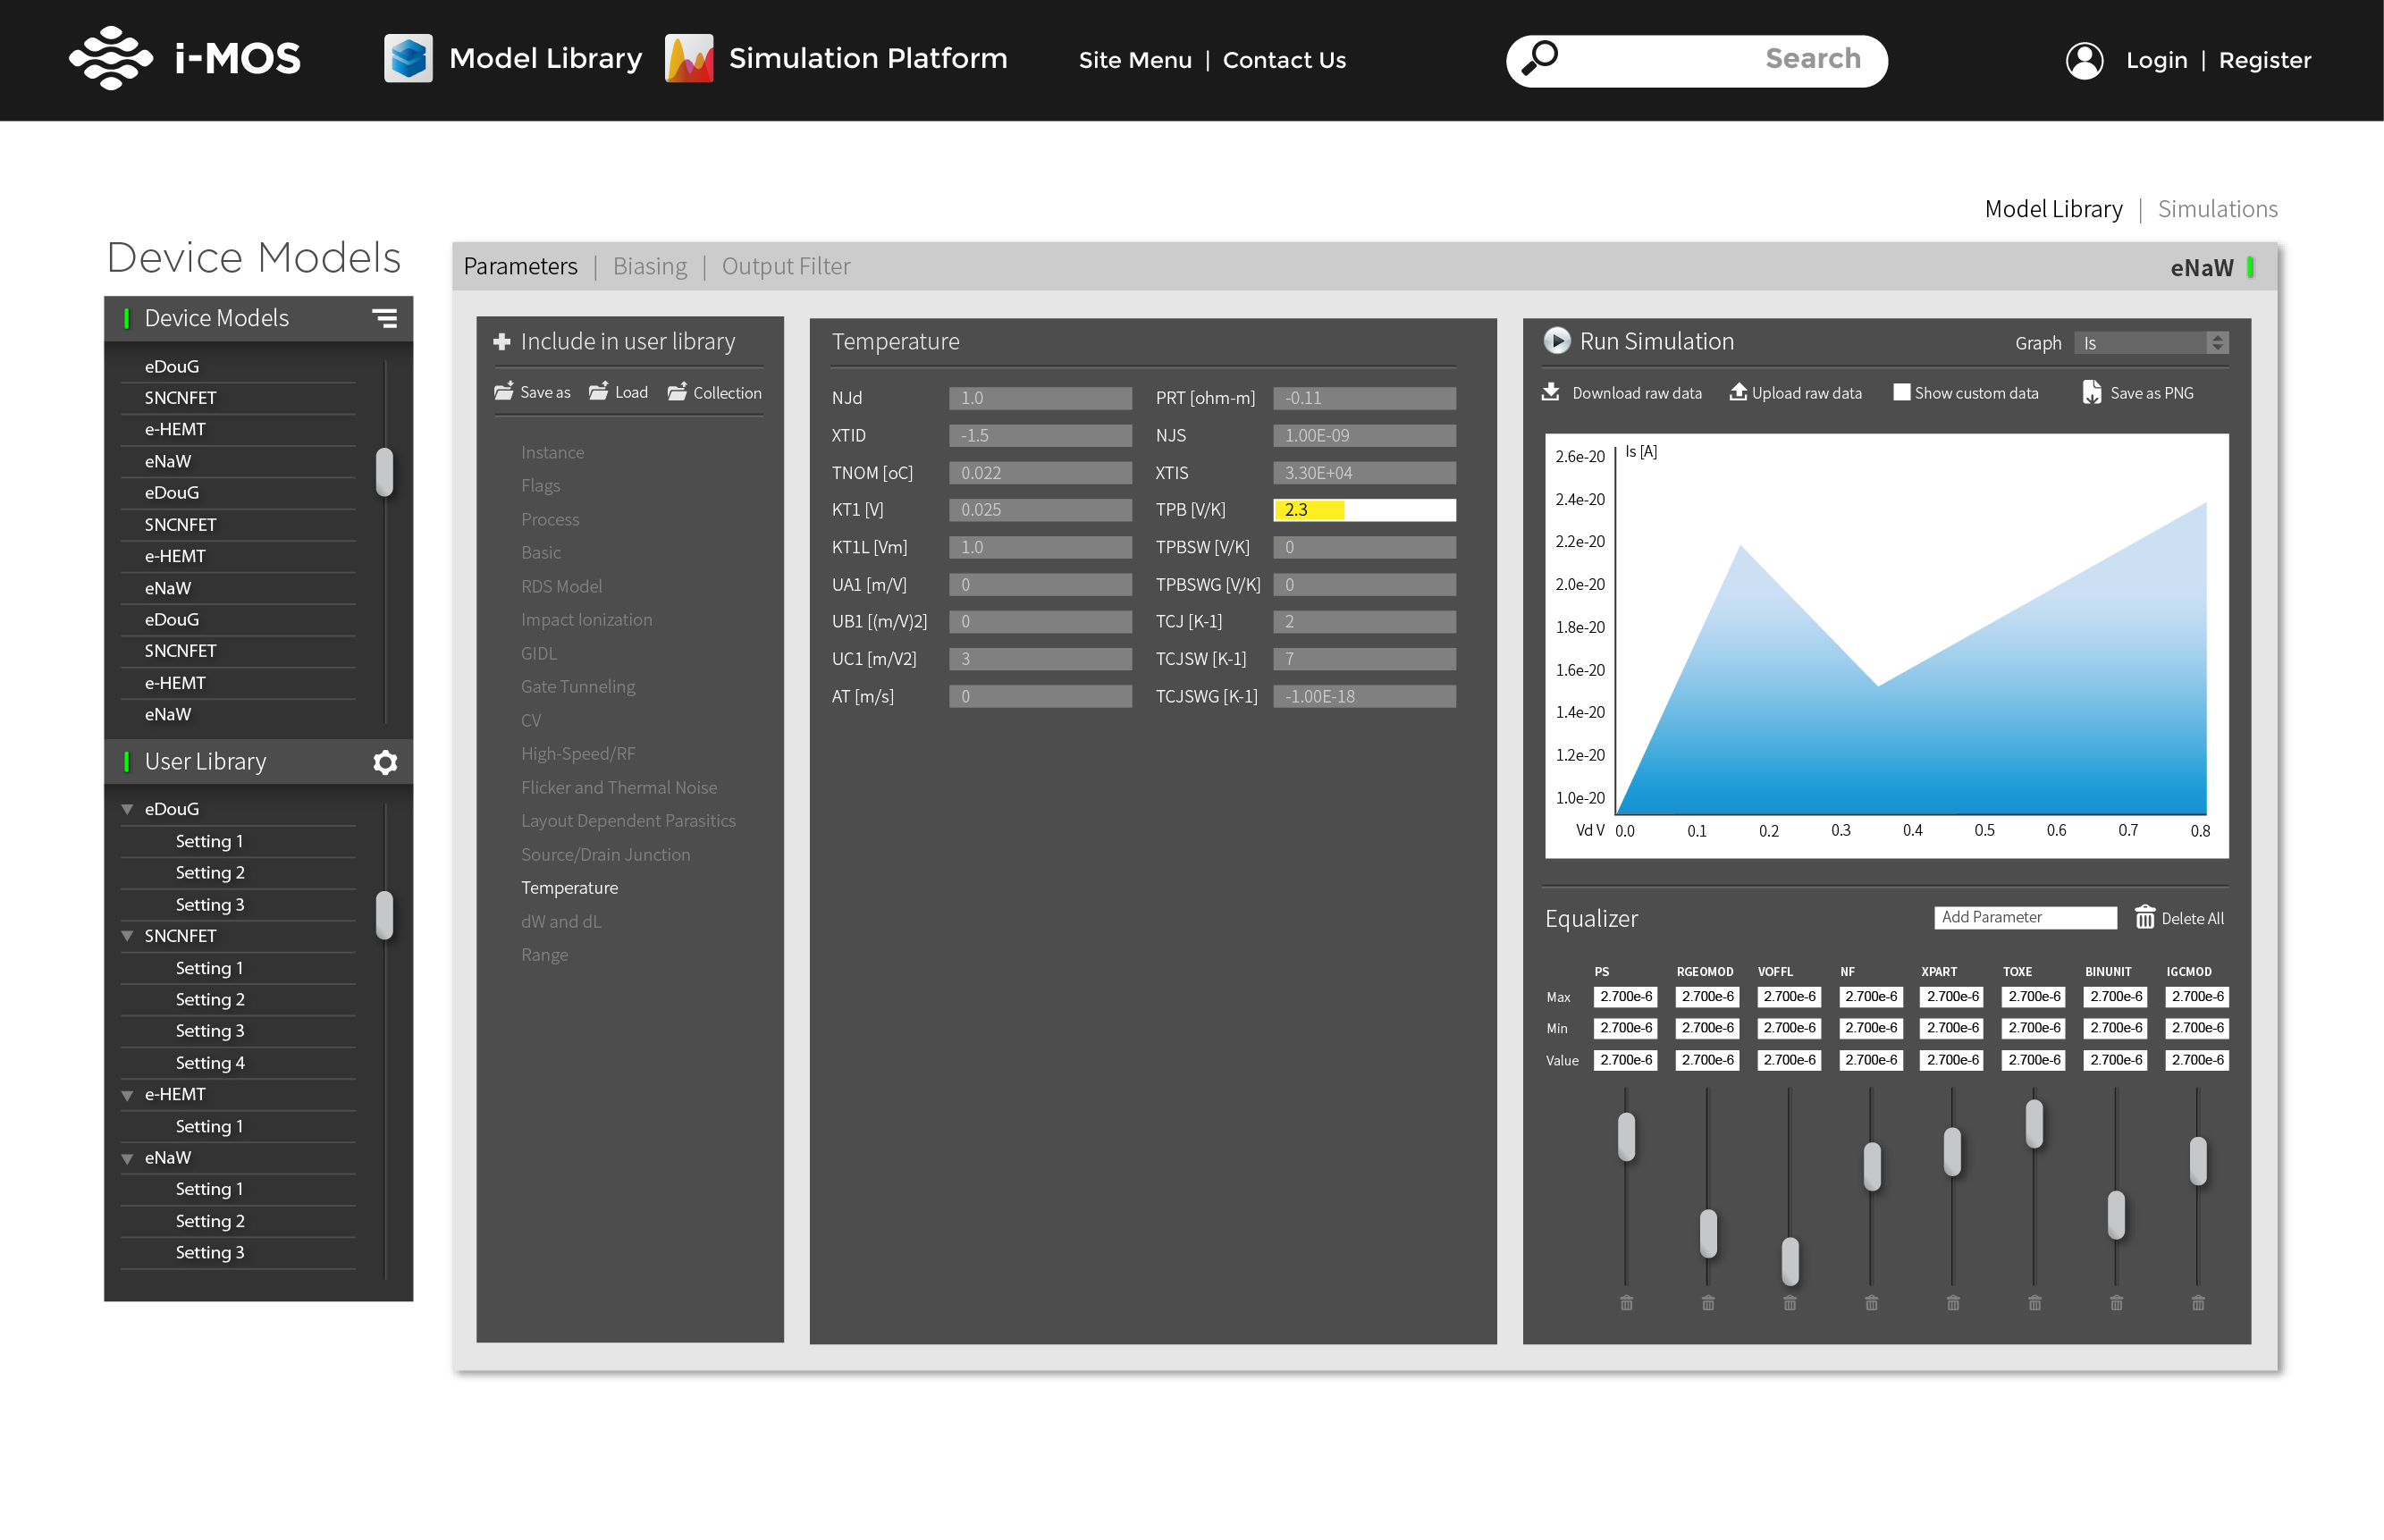 i-MOS
Model Library
Simulation Platform
Site Menu | Contact Us
Search
Login | Register
Model Library | Simulations
Device Models
Device Models
eDouG
SNCNFET
e-HEMT
eNaW
eDouG
SNCNFET
e-HEMT
eNaW
eDouG
SNCNFET
e-HEMT
eNaW
User Library
eDouG
Setting 1
Setting 2
Setting 3
SNCNFET
Setting 1
Setting 2
Setting 3
Setting 4
e-HEMT
Setting 1
eNaW
Setting 1
Setting 2
Setting 3
Parameters | Biasing | Output Filter
eNaW
Include in user library
Save as
Load
Collection
Instance
Flags
Process
Basic
RDS Model
Impact Ionization
GIDL
Gate Tunneling
CV
High-Speed/RF
Flicker and Thermal Noise
Layout Dependent Parasitics
Source/Drain Junction
Temperature
dW and dL
Range
Temperature
NJd 1.0 PRT [ohm-m] -0.11
XTID -1.5 NJS 1.00E-09
TNOM [oC] 0.022 XTIS 3.30E+04
KT1 [V] 0.025 TPB [V/K] 2.3
KT1L [Vm] 1.0 TPBSW [V/K] 0
UA1 [m/V] 0 TPBSWG [V/K] 0
UB1 [(m/V)2] 0 TCJ [K-1] 2
UC1 [m/V2] 3 TCJSW [K-1] 7
AT [m/s] 0 TCJSWG [K-1] -1.00E-18
Run Simulation
Graph Is
Download raw data
Upload raw data
Show custom data
Save as PNG
Is [A]
2.6e-20
2.4e-20
2.2e-20
2.0e-20
1.8e-20
1.6e-20
1.4e-20
1.2e-20
1.0e-20
Vd V 0.0 0.1 0.2 0.3 0.4 0.5 0.6 0.7 0.8
Equalizer
Add Parameter
Delete All
PS RGEOMOD VOFFL NF XPART TOXE BINUNIT IGCMOD
Max 2.700e-6 2.700e-6 2.700e-6 2.700e-6 2.700e-6 2.700e-6 2.700e-6 2.700e-6
Min 2.700e-6 2.700e-6 2.700e-6 2.700e-6 2.700e-6 2.700e-6 2.700e-6 2.700e-6
Value 2.700e-6 2.700e-6 2.700e-6 2.700e-6 2.700e-6 2.700e-6 2.700e-6 2.700e-6